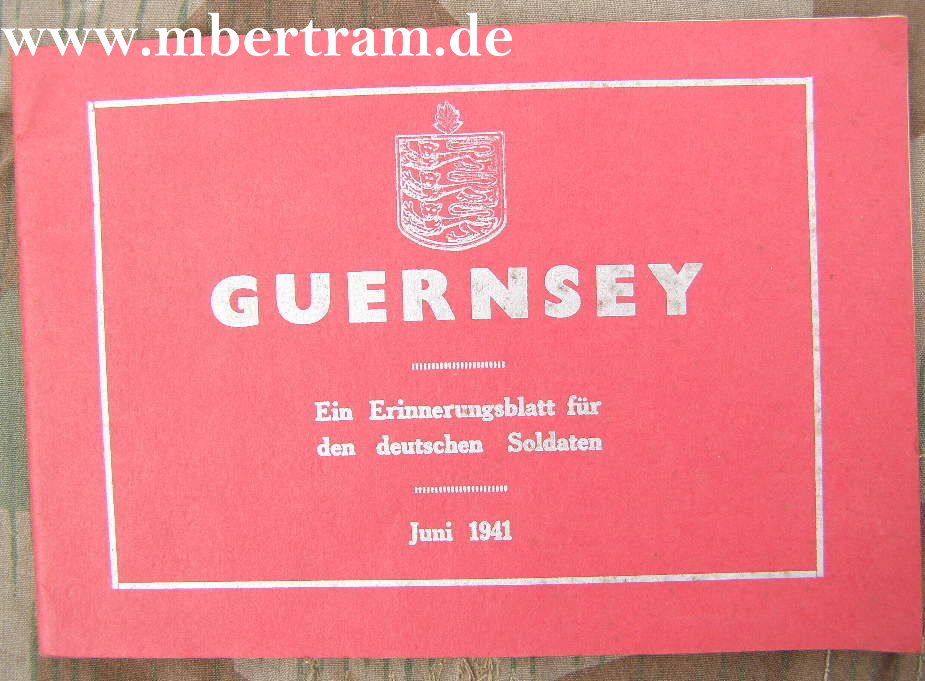 www.mbertram.de
GUERNSEY
Ein Erinnerungsblatt für
den deutschen Soldaten
Juni 1941